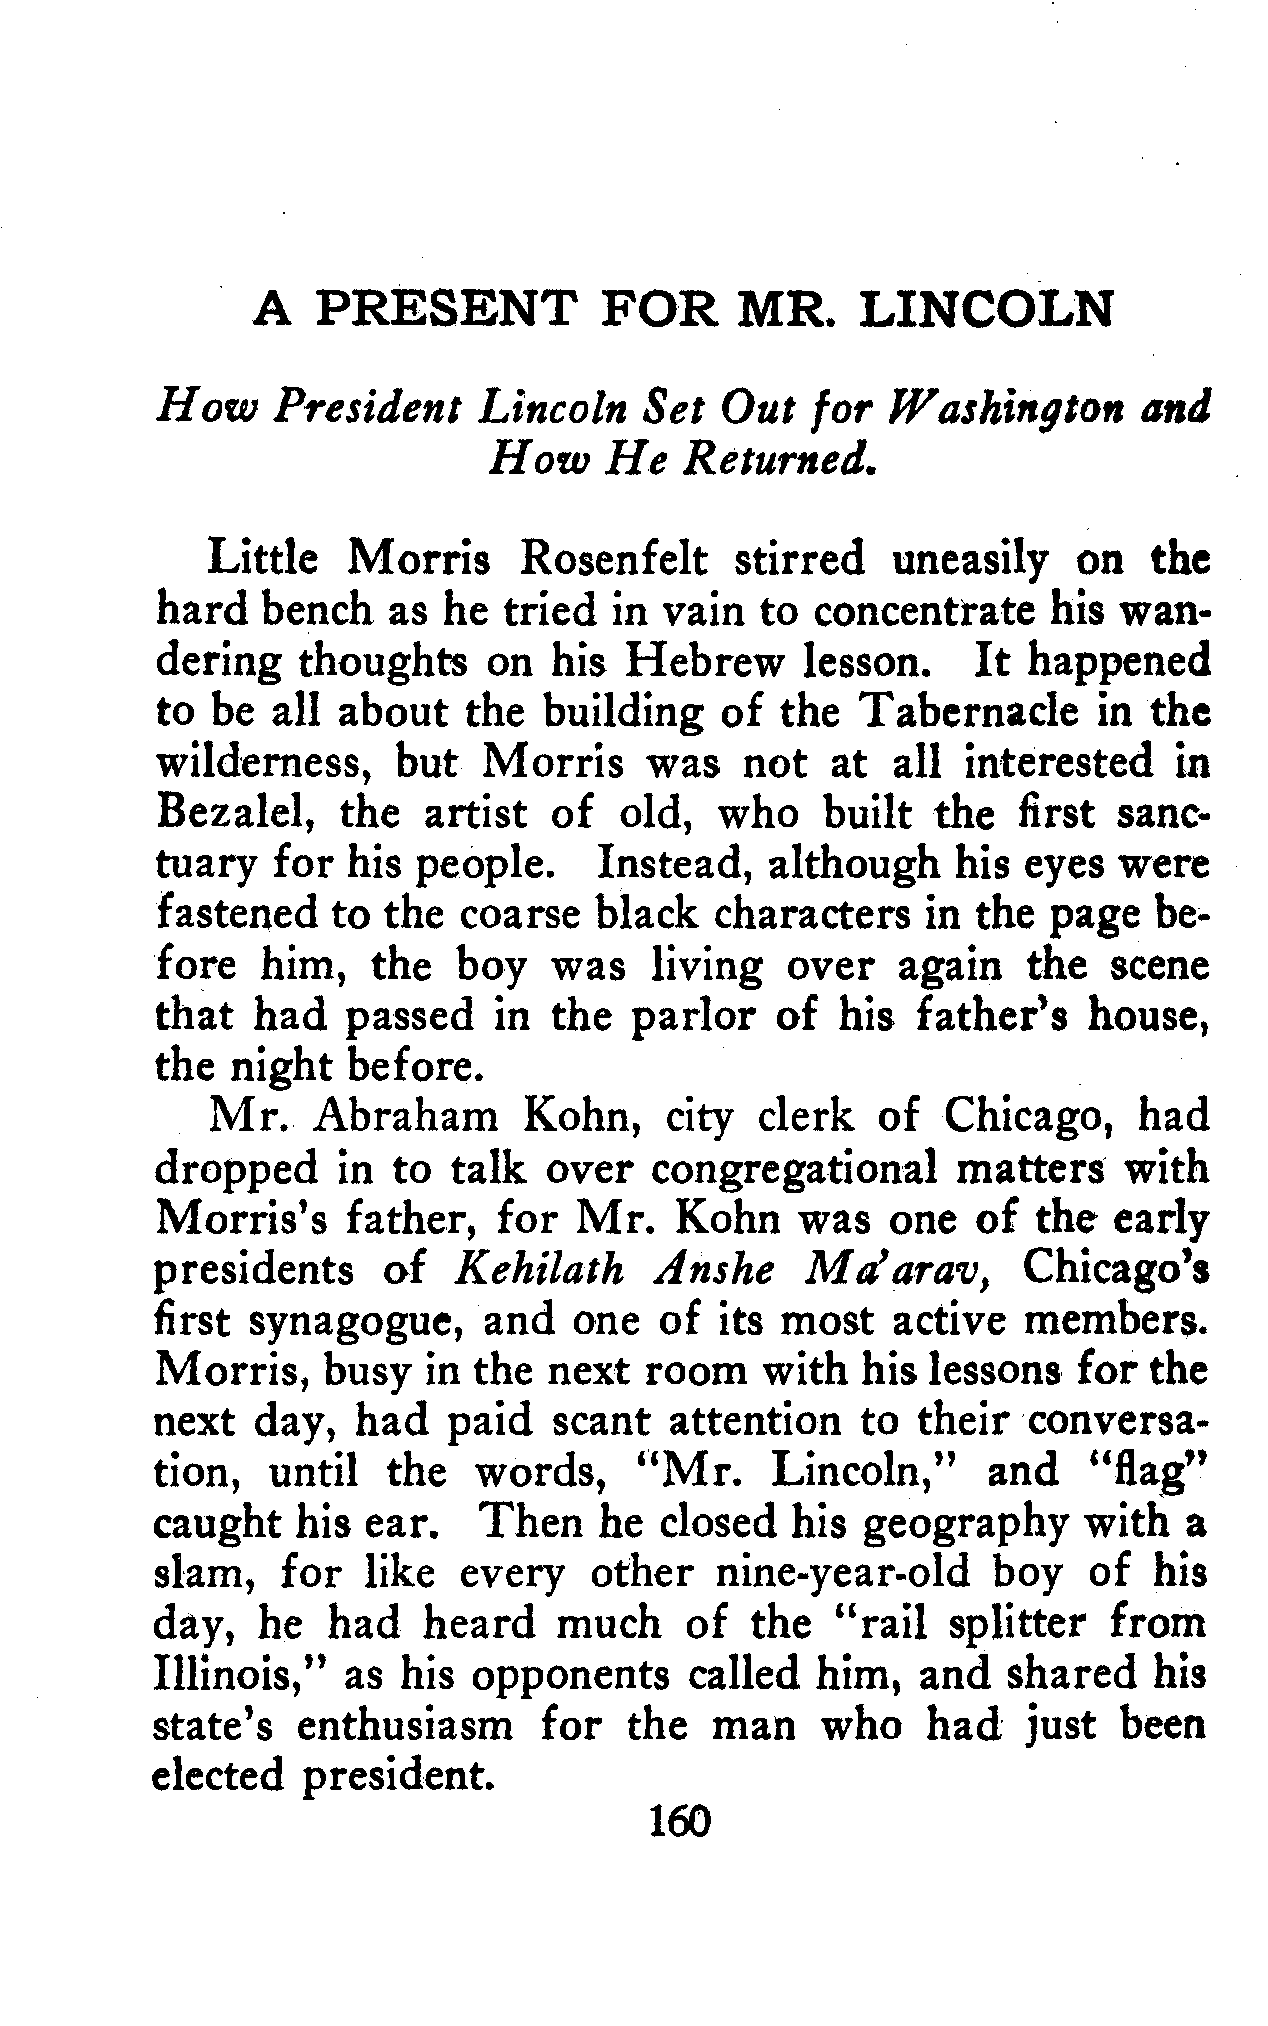 A PRESENT FOR MR. LINCOLN
How President Lincoln Set Out for Washington and
How He Returned.
Little Morris Rosenfelt stirred uneasily on the
hard bench as he tried in vain to concentrate his wan-
dering thoughts on his Hebrew lesson. It happened
to be all about the building of the Tabernacle in the
wilderness, but Morris was not at all interested in
Bezalel, the artist of old, who built the first sanc-
tuary for his people. Instead, although his eyes were
fastened to the coarse black characters in the page be-
fore him, the boy was living over again the scene
that had passed in the parlor of his father's house,
the night before.
Mr. Abraham Kohn, city clerk of Chicago, had
dropped in to talk over congregational matters with
Morris's father, for Mr. Kohn was one of the early
presidents of Kehilath Anshe Ma'arav, Chicago's
first synagogue, and one of its most active members.
Morris, busy in the next room with his lessons for the
next day, had paid scant attention to their conversa-
tion, until the words, "Mr. Lincoln," and "flag"
caught his ear. Then he closed his geography with a
slam, for like every other nine-year-old boy of his
day, he had heard much of the "rail splitter from
Illinois," as his opponents called him, and shared his
state's enthusiasm for the man who had just been
elected president.
160